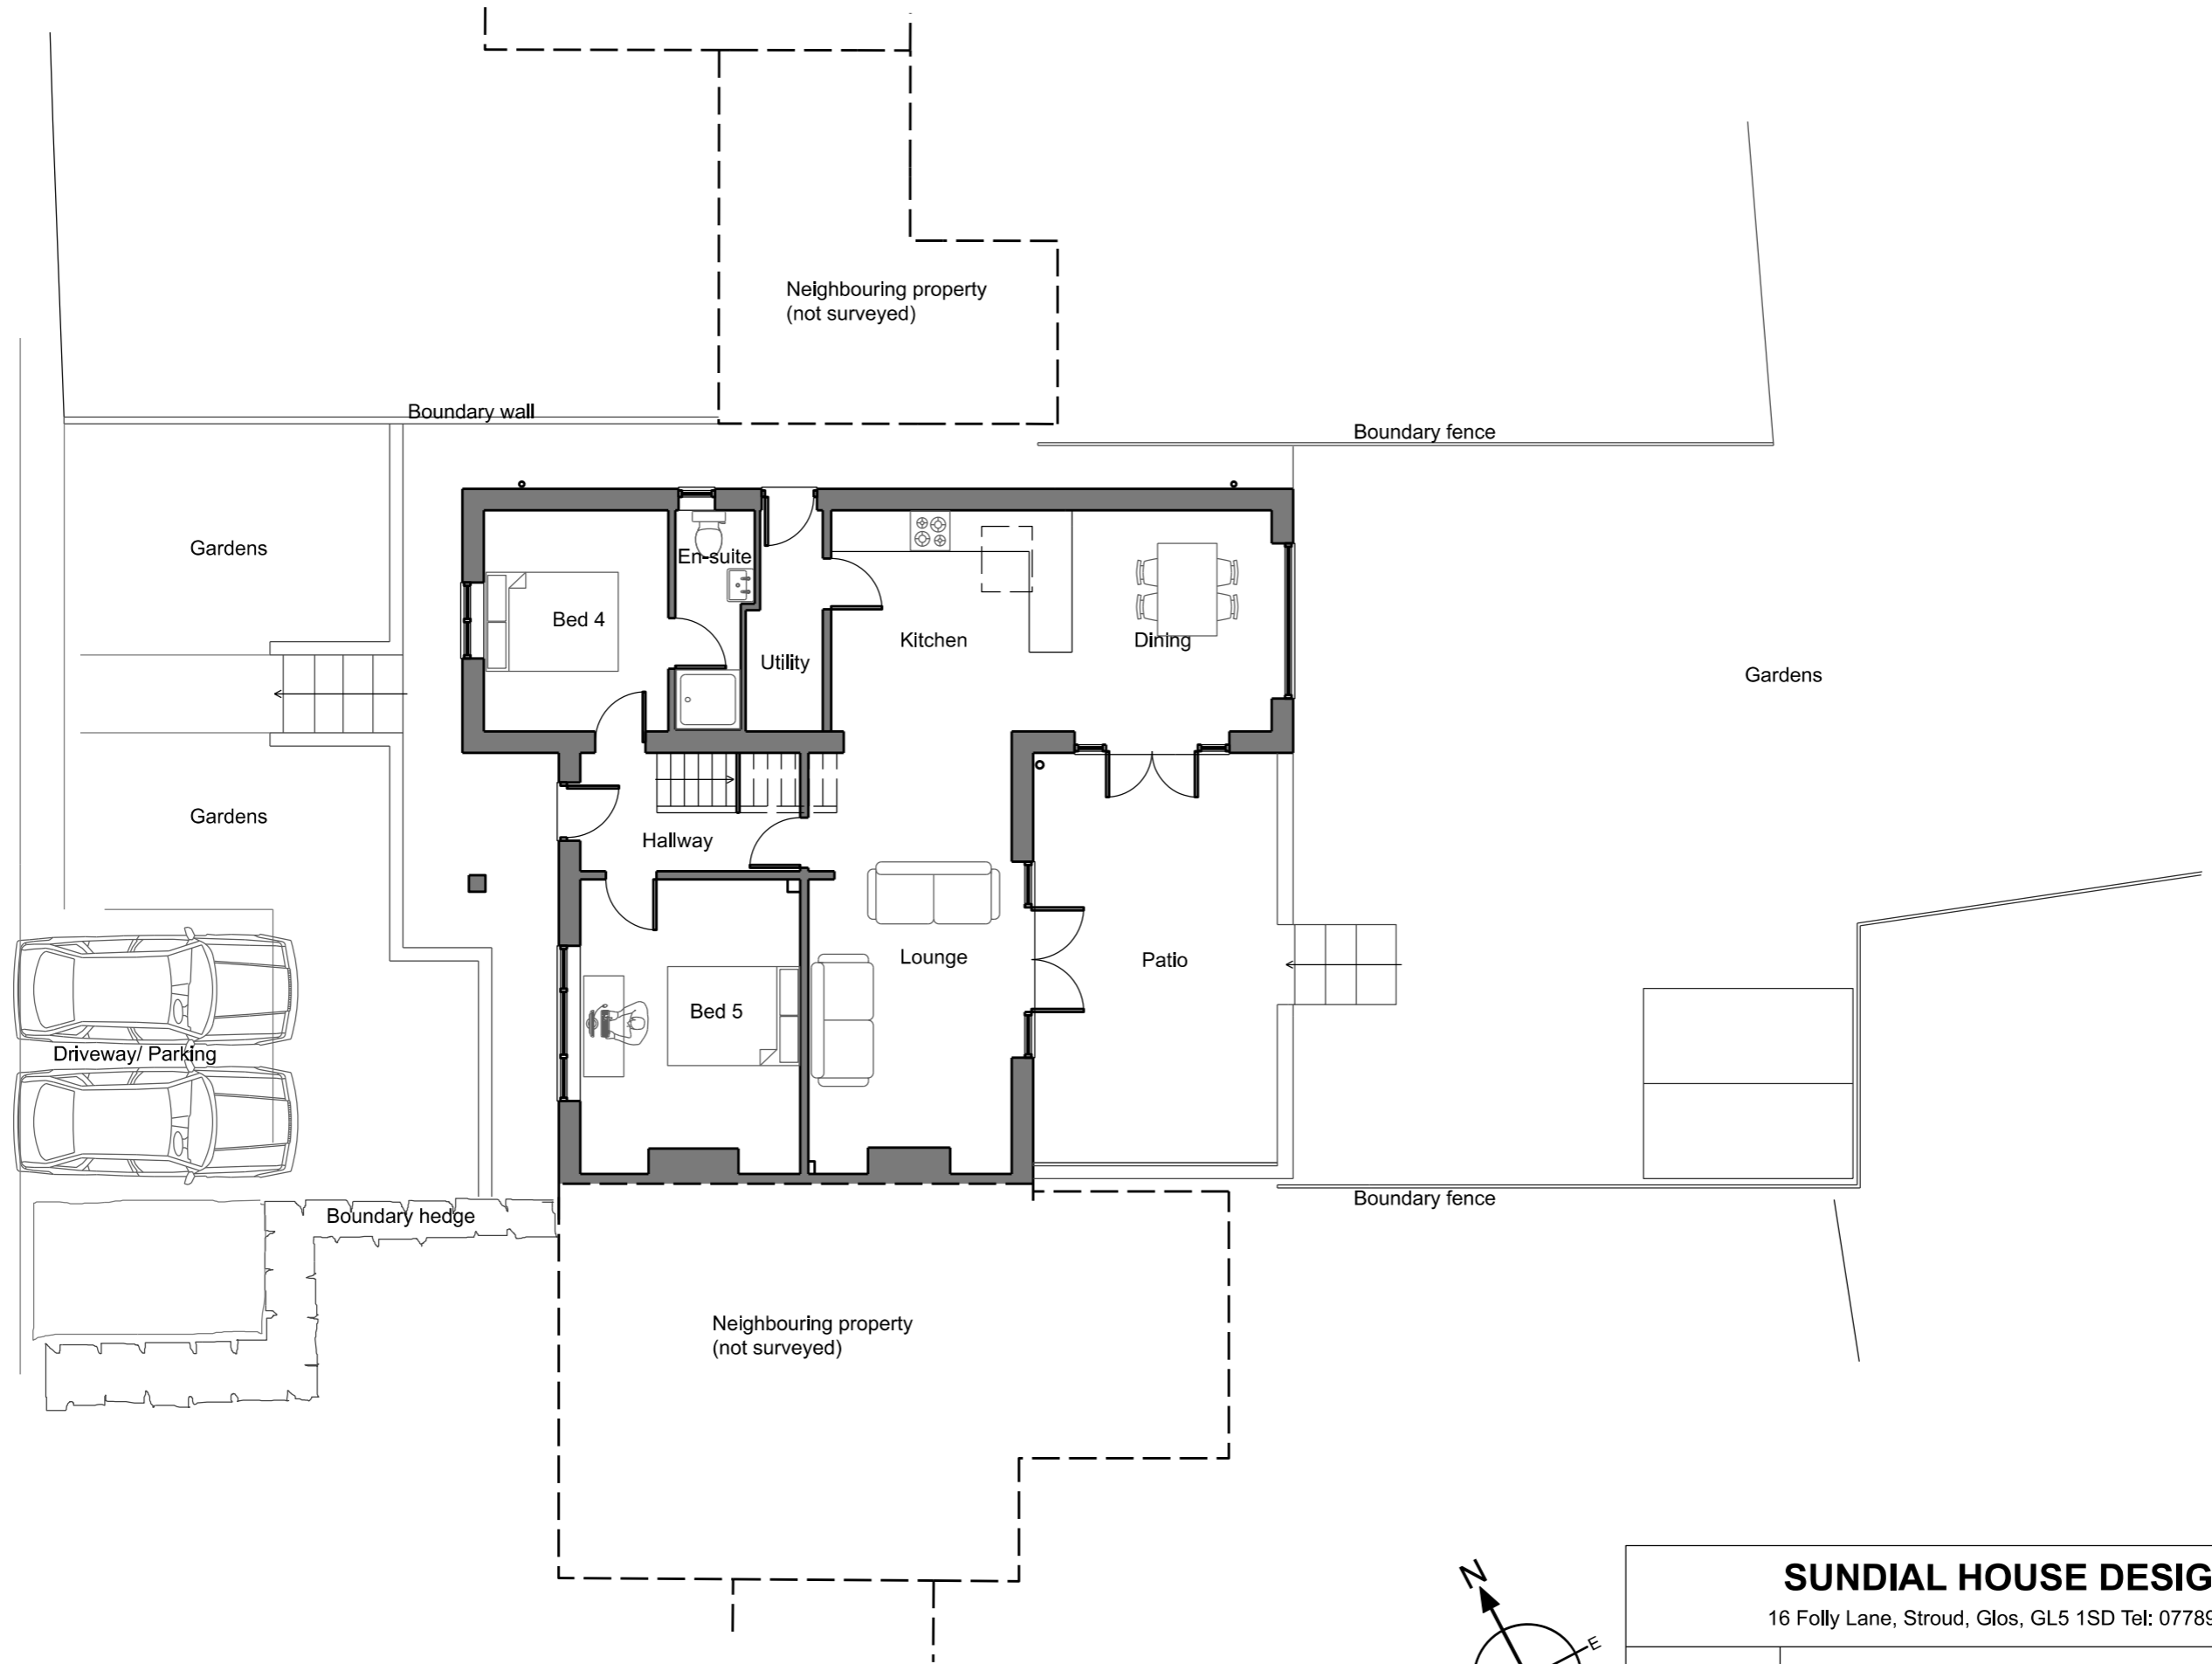 Neighbouring property
(not surveyed)
Boundary wall
Boundary fence
Gardens
En-suite
Bed 4
Kitchen
Dining
Utility
Gardens
Gardens
Hallway
Lounge
Patio
Bed 5
Driveway/ Parking
Boundary fence
Boundary hedge
Neighbouring property
(not surveyed)
N
E
SUNDIAL HOUSE DESIG
16 Folly Lane, Stroud, Glos, GL5 1SD Tel: 07789